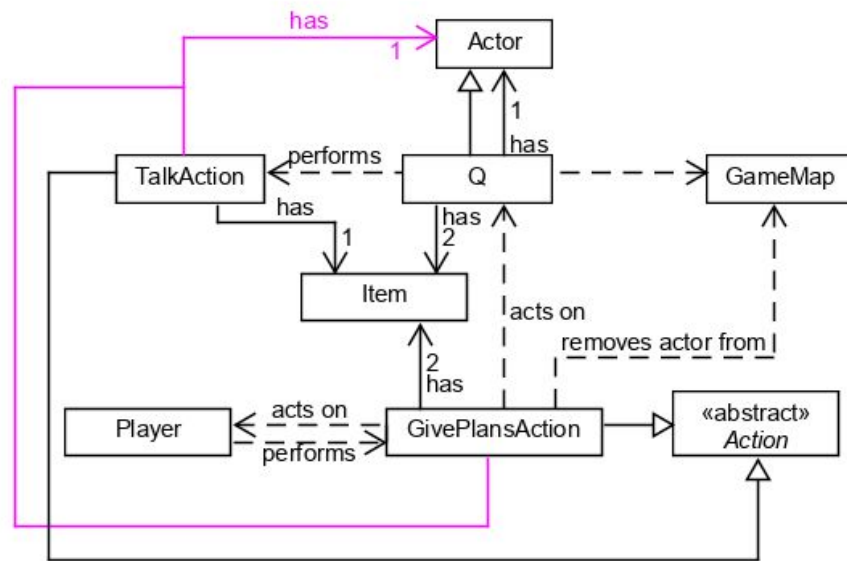 has
1
Actor
1
has
performs
TalkAction
Q
GameMap
has
1
has
2
Item
acts on
removes actor from
2
has
acts on
Player
performs
GivePlansAction
«abstract»
Action